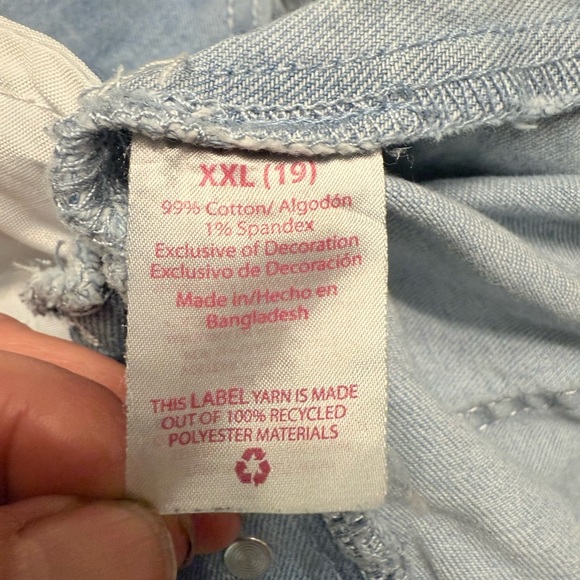 XXL (19)
99% Cotton/ Algodón
1% Spandex
Exclusive of Decoration
Exclusivo de Decoración
Made in/Hecho en
Bangladesh
THIS LABEL YARN IS MADE
OUT OF 100% RECYCLED
POLYESTER MATERIALS